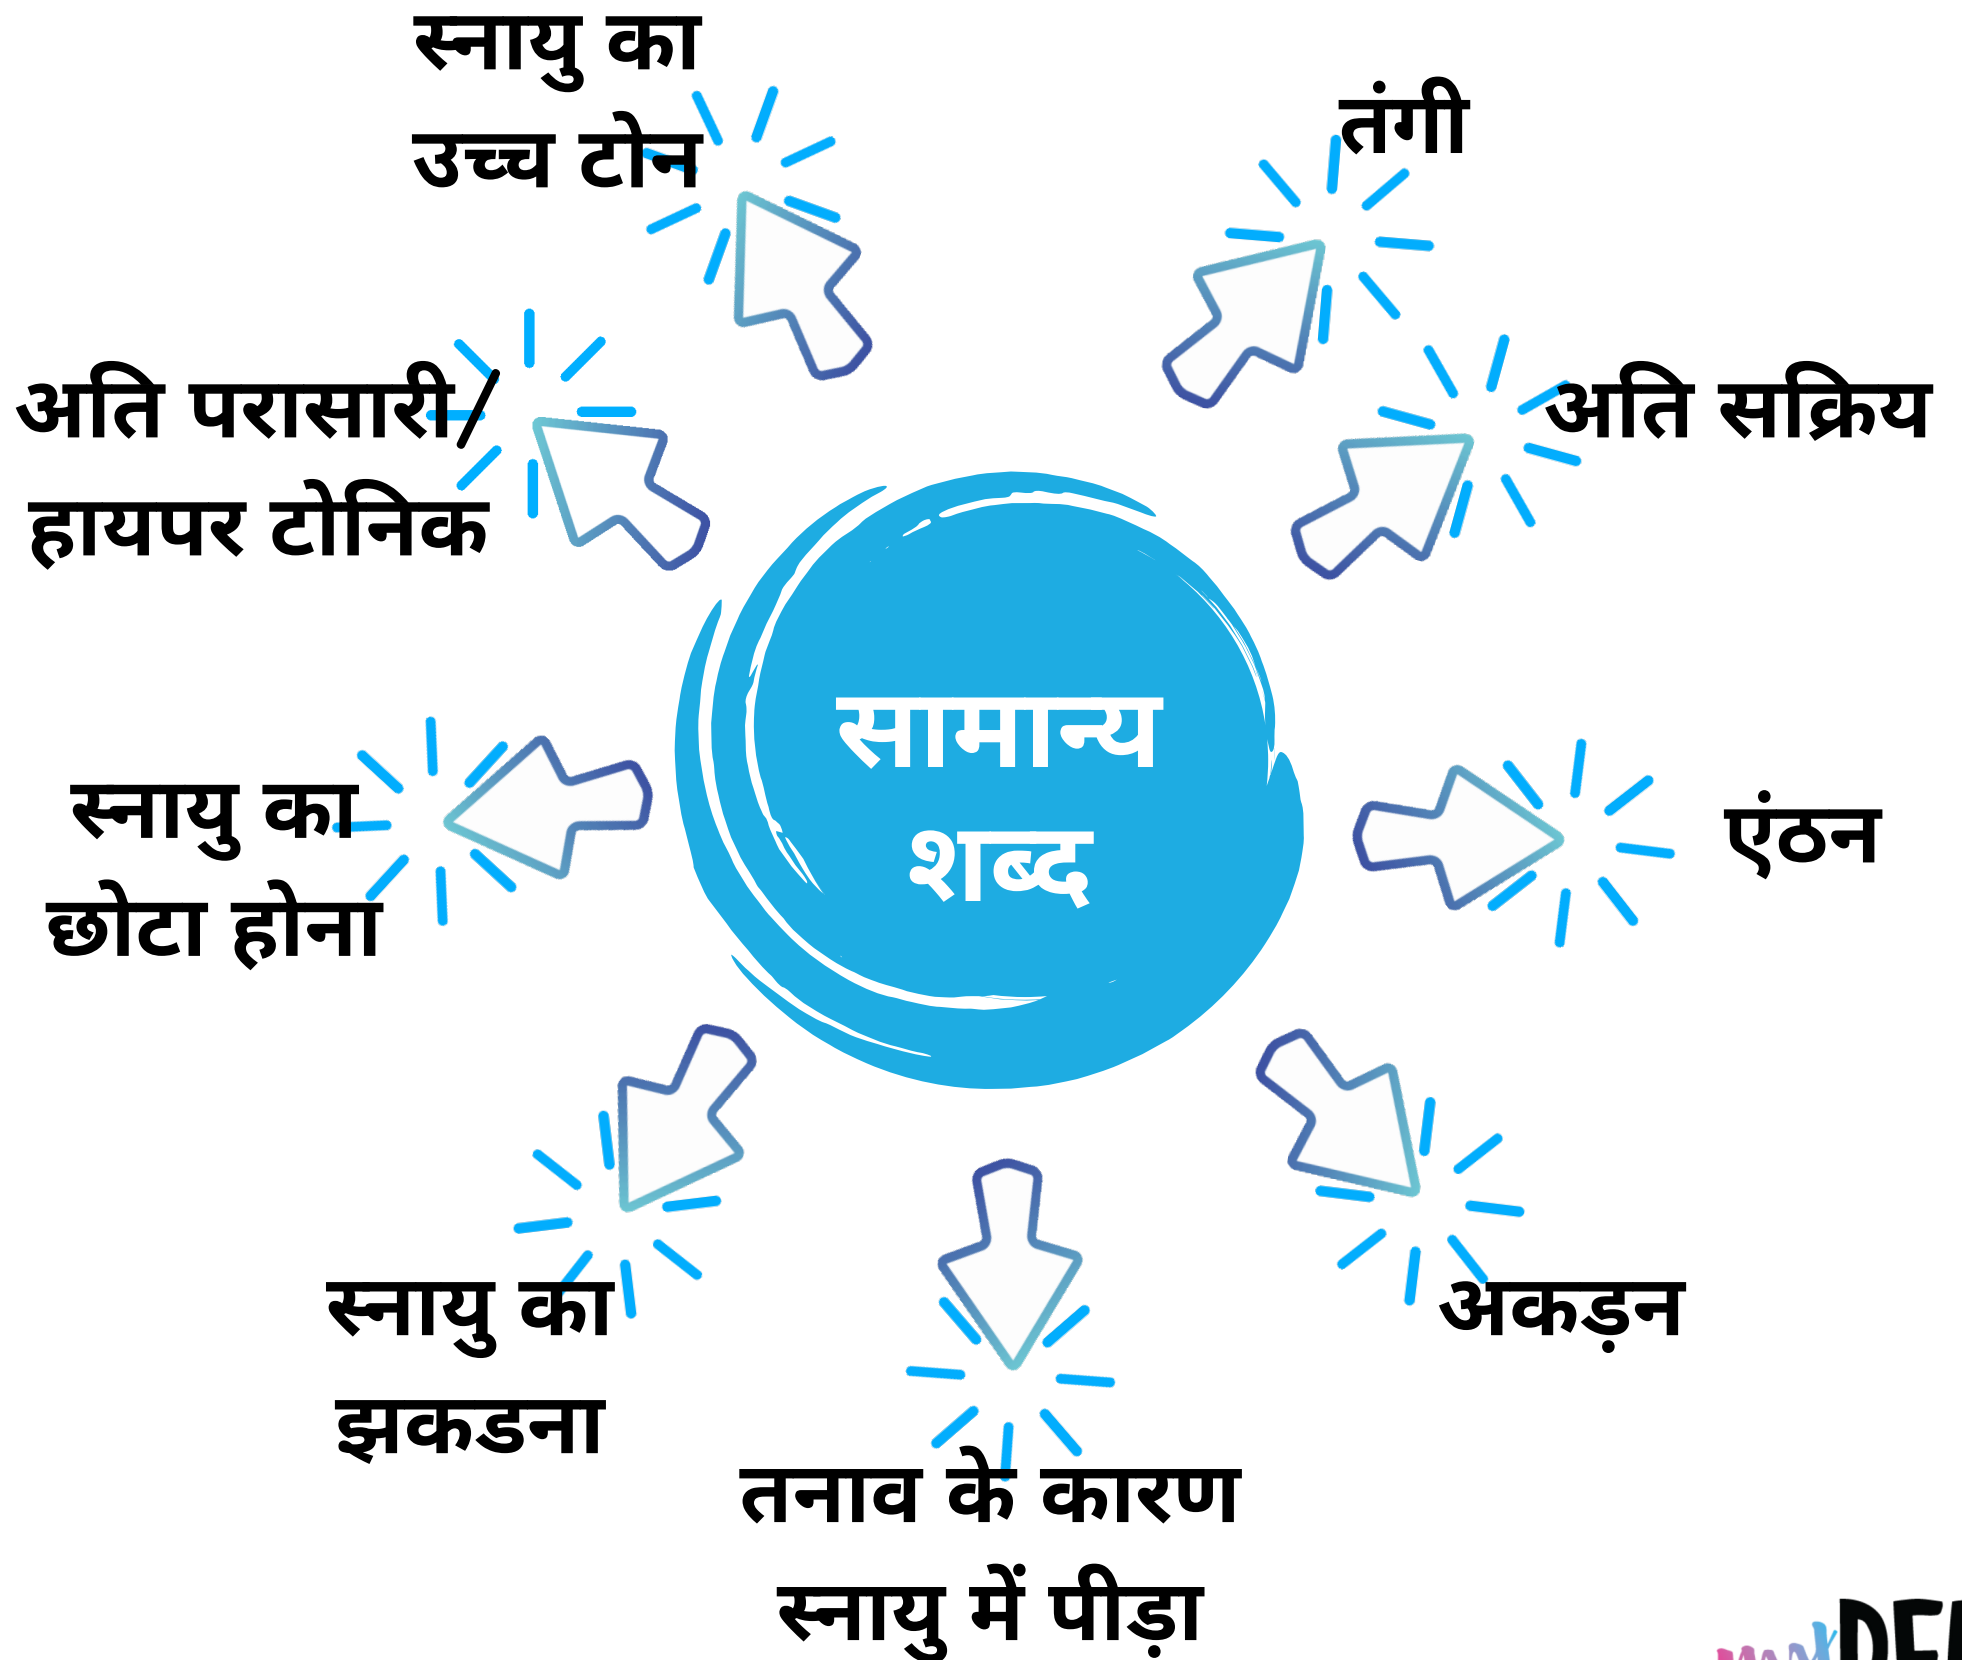 स्नायु का
उच्च टोन
तंगी
अति परासारी/
हायपर टोनिक
अति सक्रिय
सामान्य
शब्द
स्नायु का
छोटा होना
एंठन
स्नायु का
झकडना
अकड़न
तनाव के कारण
स्नायु में पीड़ा